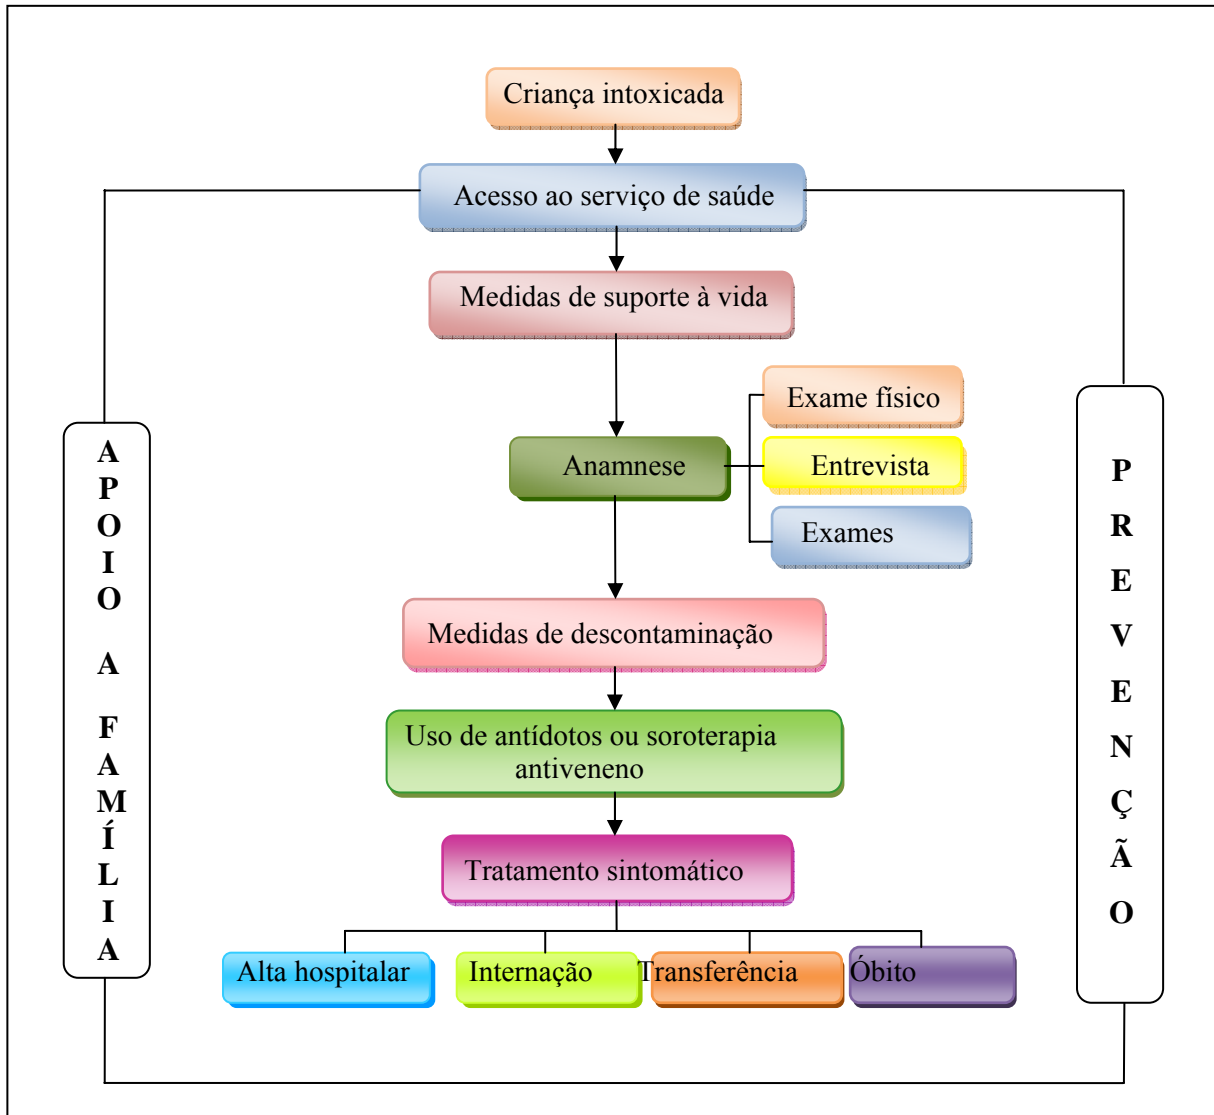 Criança intoxicada
Acesso ao serviço de saúde
Medidas de suporte à vida
Exame físico
Anamnese
Entrevista
Exames
Medidas de descontaminação
Uso de antídotos ou soroterapia
antiveneno
Tratamento sintomático
Alta hospitalar
Internação
Transferência
Óbito
APOIO A FAMÍLIA
PREVENÇÃO